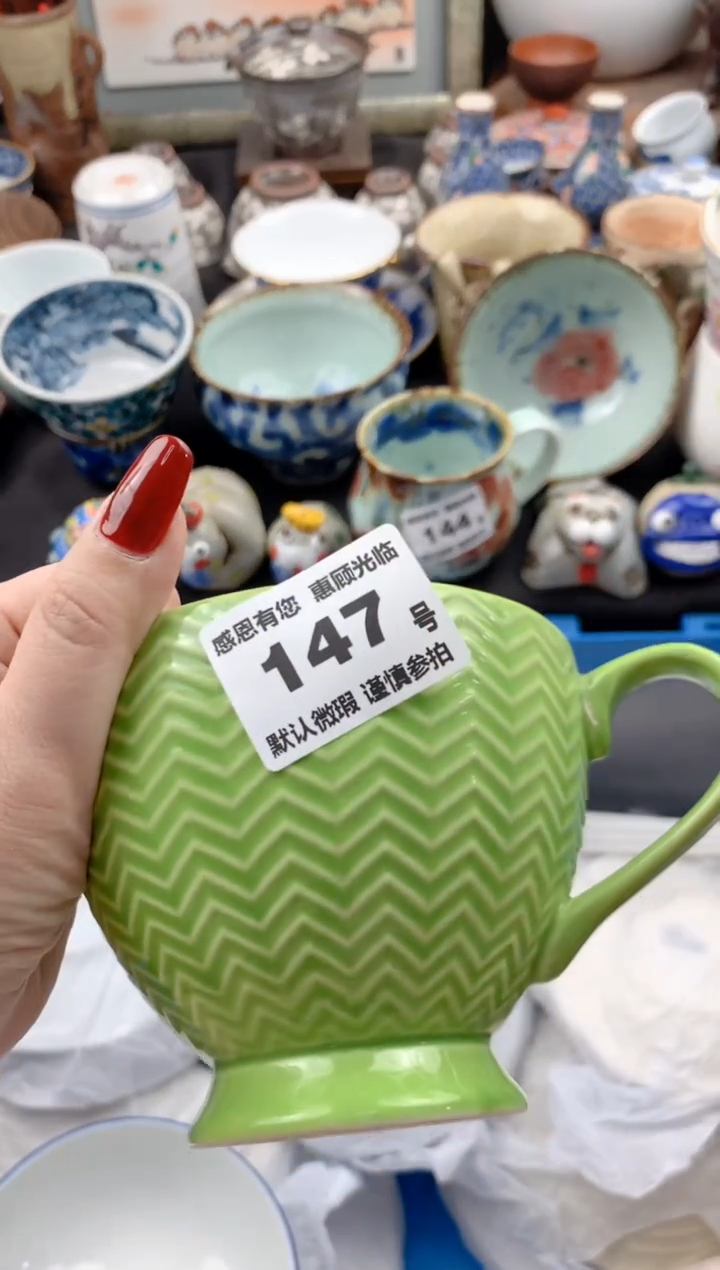 感恩有您 惠顾光临
147 号
默认微瑕 谨慎参拍
144